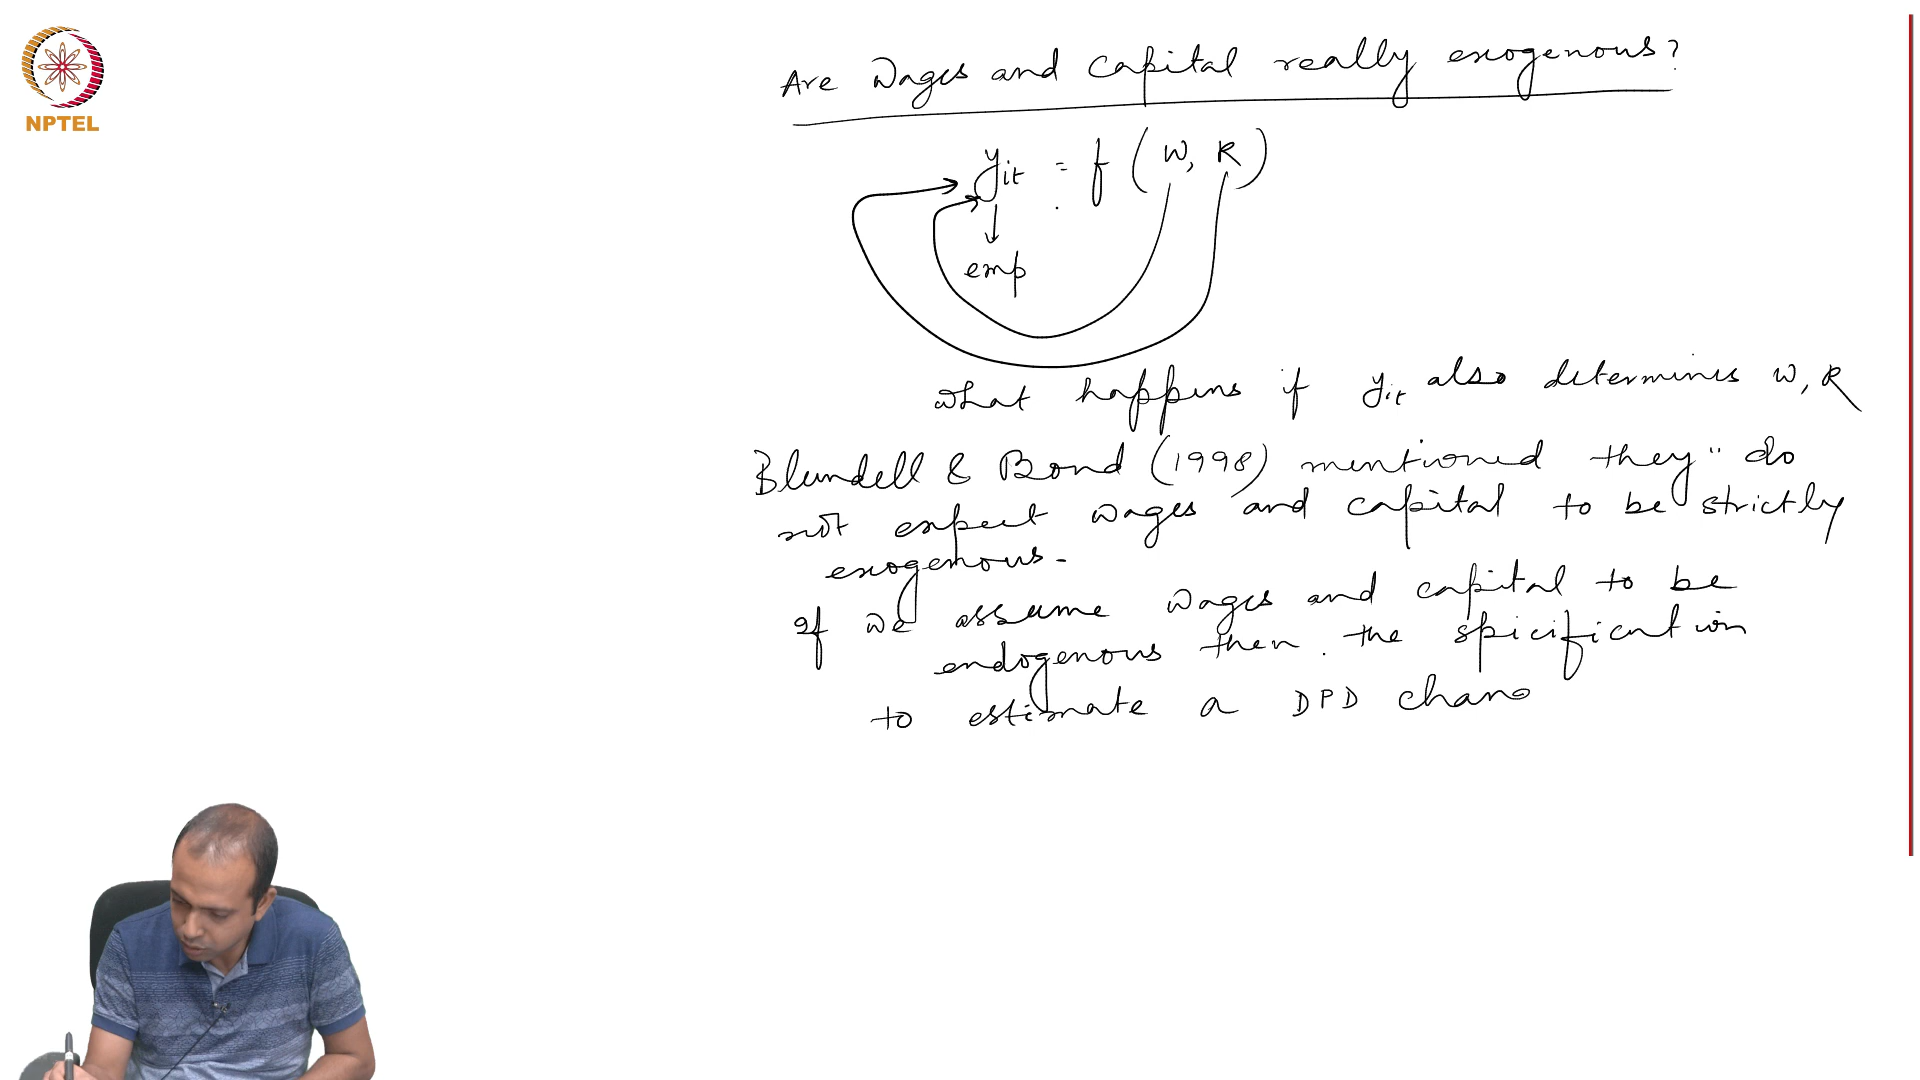 NPTEL
Are wages and capital really exogenous?
yit = f (W, K)
emp
what happens if yit also determines W, K
Blundell & Bond (1998) mentioned they "do
not expect wages and capital to be strictly
exogenous.
If we assume wages and capital to be
endogenous then the specification
to estimate a DPD chan